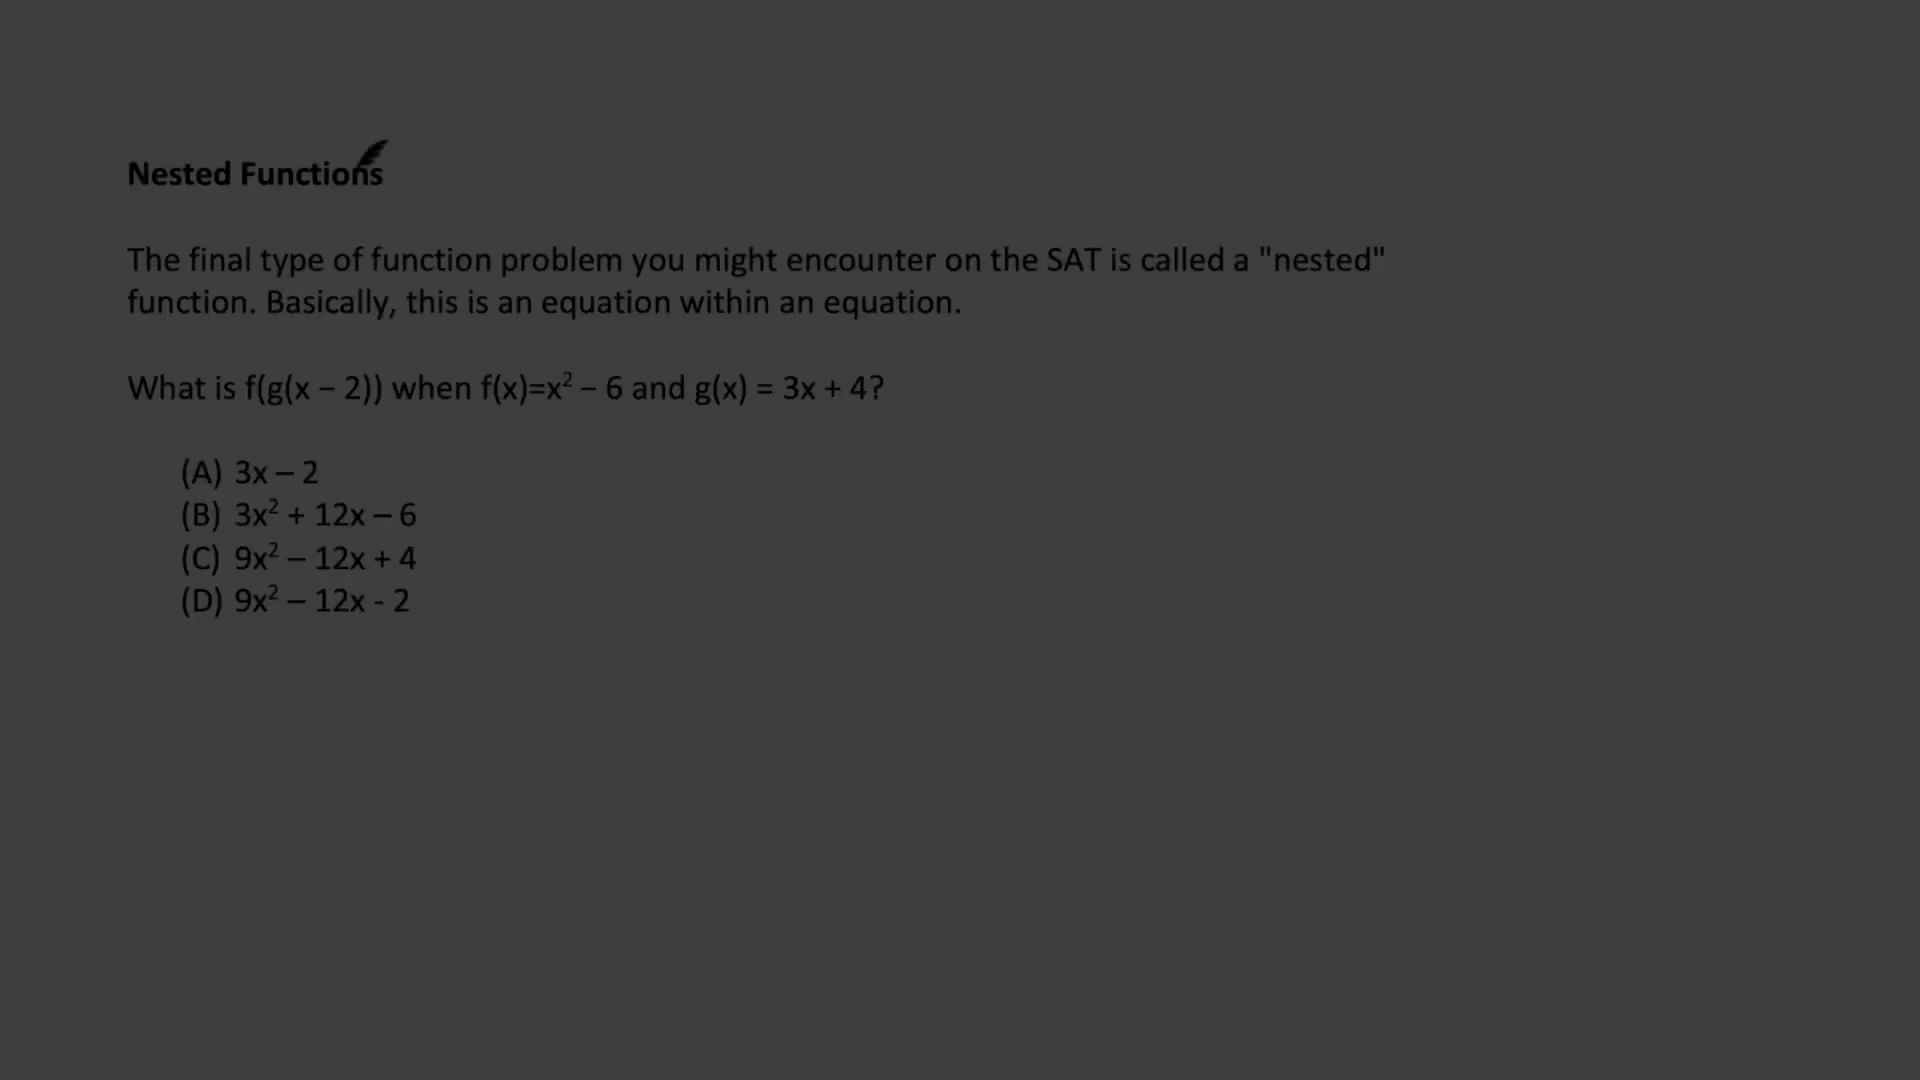 Nested Functions
The final type of function problem you might encounter on the SAT is called a "nested"
function. Basically, this is an equation within an equation.
What is f(g(x – 2)) when f(x)=x² – 6 and g(x) = 3x + 4?
(A) 3x – 2
(B) 3x² + 12x – 6
(C) 9x² – 12x + 4
(D) 9x² – 12x - 2